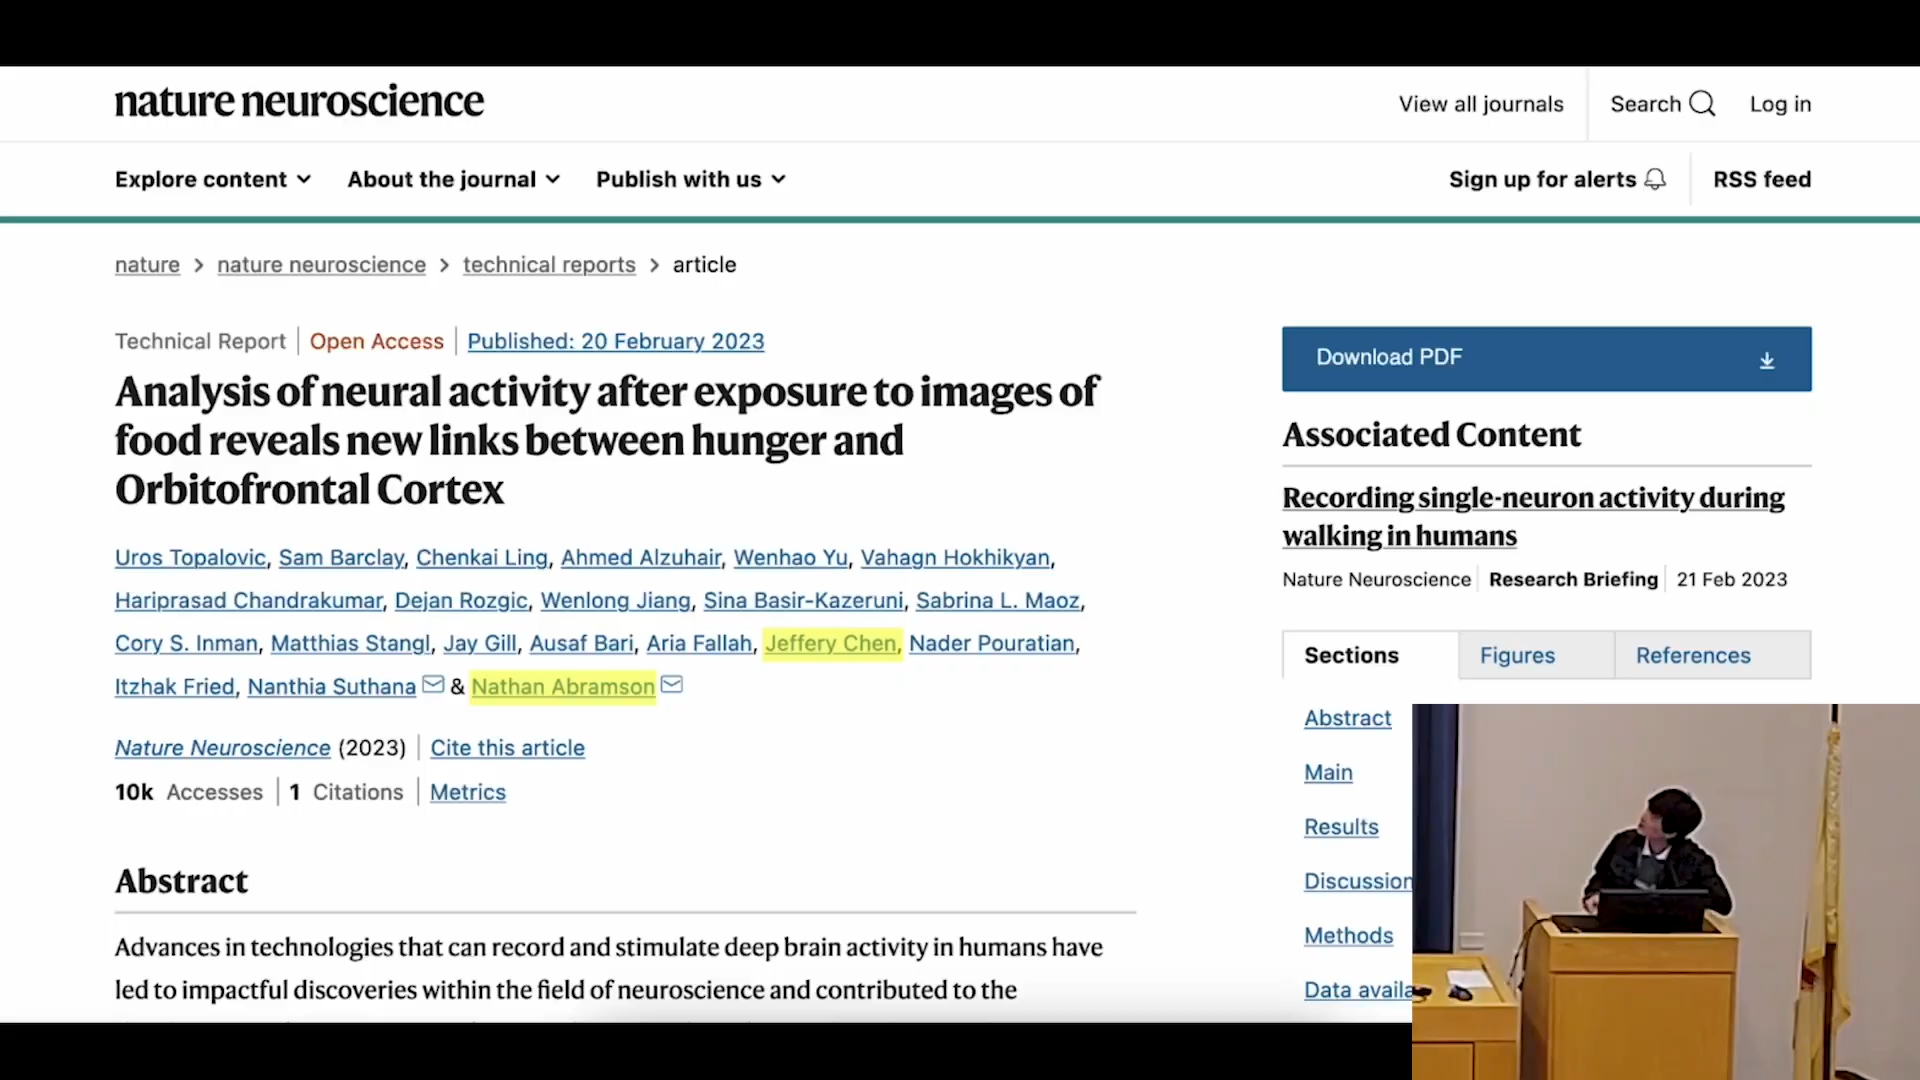 nature neuroscience
View all journals
Search
Log in
Explore content
About the journal
Publish with us
Sign up for alerts
RSS feed
nature > nature neuroscience > technical reports > article
Technical Report | Open Access | Published: 20 February 2023
Analysis of neural activity after exposure to images of
food reveals new links between hunger and
Orbitofrontal Cortex
Uros Topalovic, Sam Barclay, Chenkai Ling, Ahmed Alzuhair, Wenhao Yu, Vahagn Hokhikyan,
Hariprasad Chandrakumar, Dejan Rozgic, Wenlong Jiang, Sina Basir-Kazeruni, Sabrina L. Maoz,
Cory S. Inman, Matthias Stangl, Jay Gill, Ausaf Bari, Aria Fallah, Jeffery Chen, Nader Pouratian,
Itzhak Fried, Nanthia Suthana & Nathan Abramson
Nature Neuroscience (2023) | Cite this article
10k Accesses | 1 Citations | Metrics
Abstract
Advances in technologies that can record and stimulate deep brain activity in humans have
led to impactful discoveries within the field of neuroscience and contributed to the
Download PDF
Associated Content
Recording single-neuron activity during
walking in humans
Nature Neuroscience | Research Briefing | 21 Feb 2023
Sections
Figures
References
Abstract
Main
Results
Discussion
Methods
Data availa